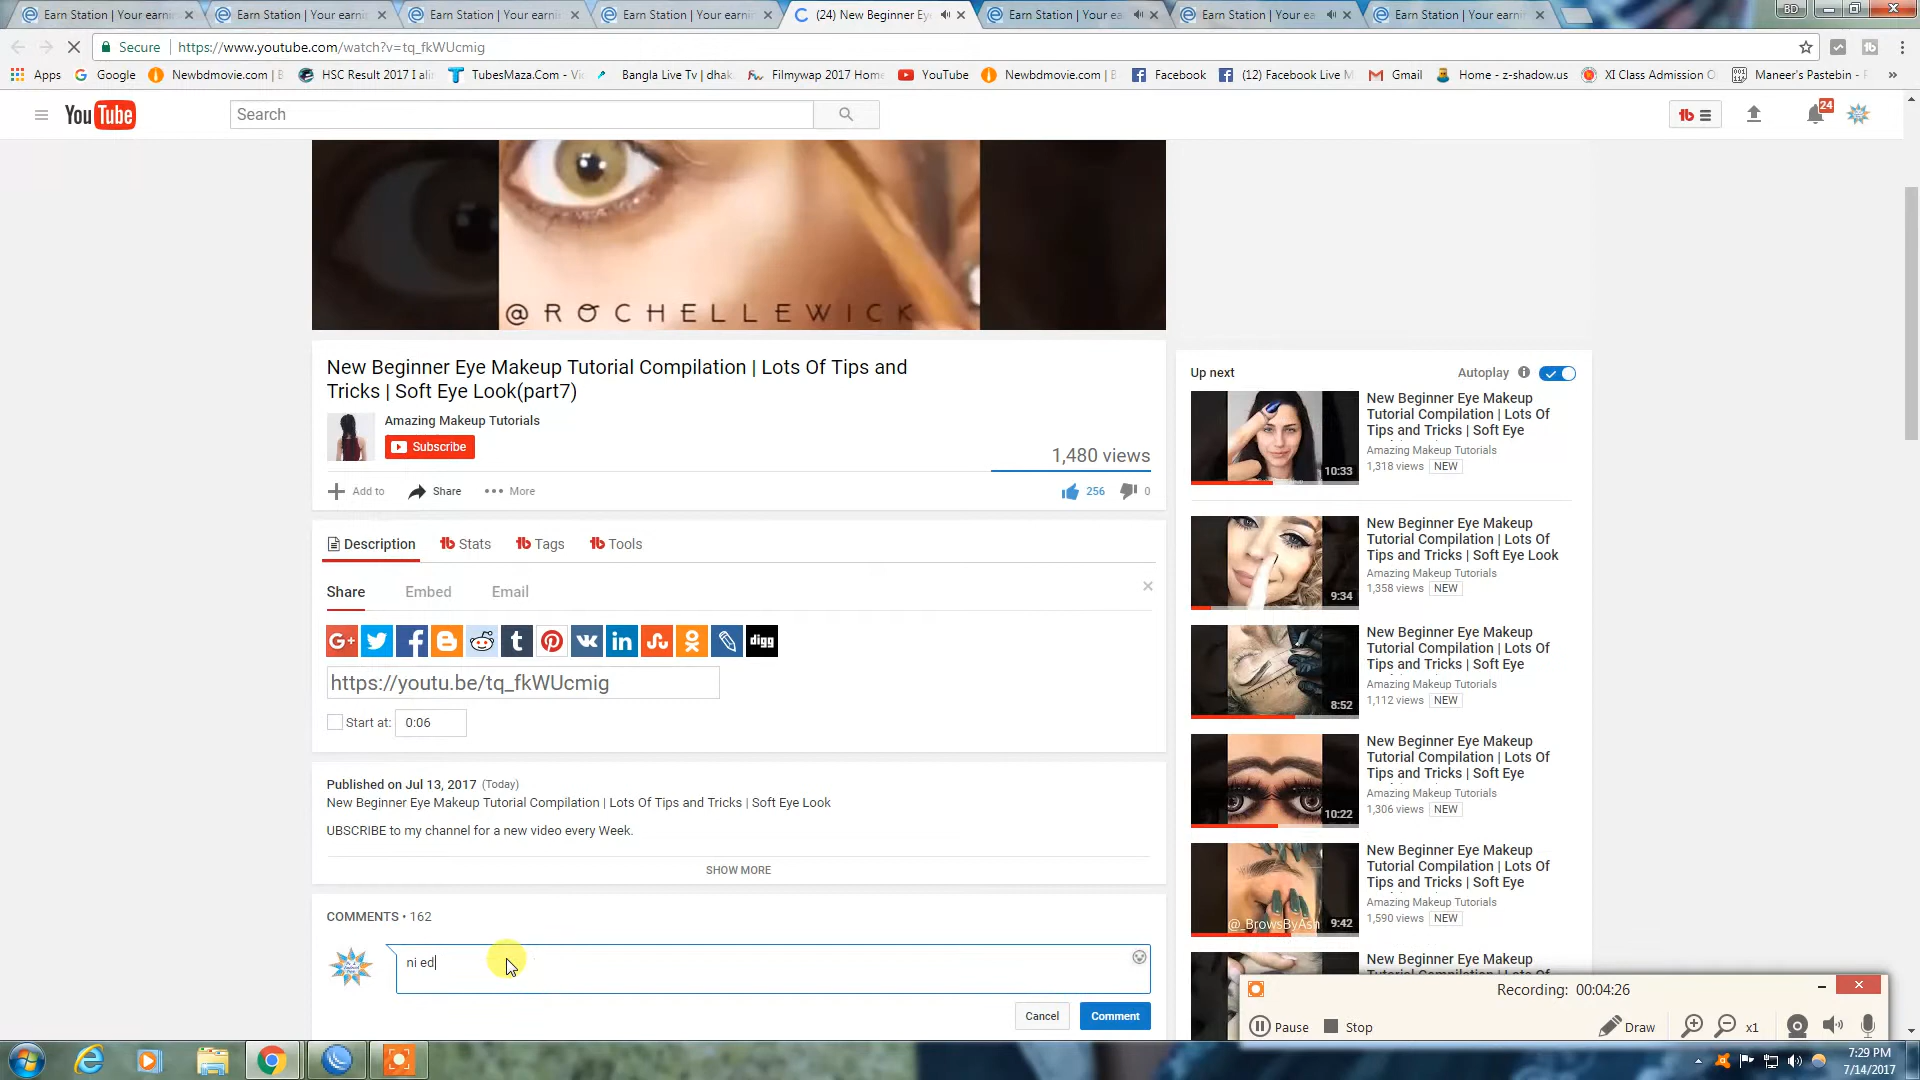 Earn Station | Your earnin
Earn Station | Your earnin
Earn Station | Your earni
Earn Station | Your earnin
(24) New Beginner Ey
Earn Station | Your ea
Earn Station | Your ea
Earn Station | Your earni
BD
Secure
https://www.youtube.com/watch?v=tq_fkWUcmig
Apps
Google
Newbdmovie.com | B
HSC Result 2017 I alin
TubesMaza.Com - Vi
Bangla Live Tv | dhak
Filmywap 2017 Home
YouTube
Newbdmovie.com | B
Facebook
(12) Facebook Live M
Gmail
Home - z-shadow.us
XI Class Admission
Maneer's Pastebin -
YouTube
Search
24
@ROCHELLEWICK
New Beginner Eye Makeup Tutorial Compilation | Lots Of Tips and
Tricks | Soft Eye Look(part7)
Amazing Makeup Tutorials
Subscribe
1,480 views
Add to
Share
More
256
0
Description
Stats
Tags
Tools
Share
Embed
Email
G+
digg
https://youtu.be/tq_fkWUcmig
Start at:
0:06
Published on Jul 13, 2017 (Today)
New Beginner Eye Makeup Tutorial Compilation | Lots Of Tips and Tricks | Soft Eye Look
UBSCRIBE to my channel for a new video every Week.
SHOW MORE
COMMENTS • 162
ni ed
Cancel
Comment
Up next
Autoplay
New Beginner Eye Makeup
Tutorial Compilation | Lots Of
Tips and Tricks | Soft Eye
Amazing Makeup Tutorials
1,318 views NEW
10:33
New Beginner Eye Makeup
Tutorial Compilation | Lots Of
Tips and Tricks | Soft Eye Look
Amazing Makeup Tutorials
1,358 views NEW
9:34
New Beginner Eye Makeup
Tutorial Compilation | Lots Of
Tips and Tricks | Soft Eye
Amazing Makeup Tutorials
1,112 views NEW
8:52
New Beginner Eye Makeup
Tutorial Compilation | Lots Of
Tips and Tricks | Soft Eye
Amazing Makeup Tutorials
1,306 views NEW
10:22
New Beginner Eye Makeup
Tutorial Compilation | Lots Of
Tips and Tricks | Soft Eye
Amazing Makeup Tutorials
1,590 views NEW
@_BrowsByAsh
9:42
New Beginner Eye Makeup
Recording: 00:04:26
Pause
Stop
Draw
x1
7:29 PM
7/14/2017